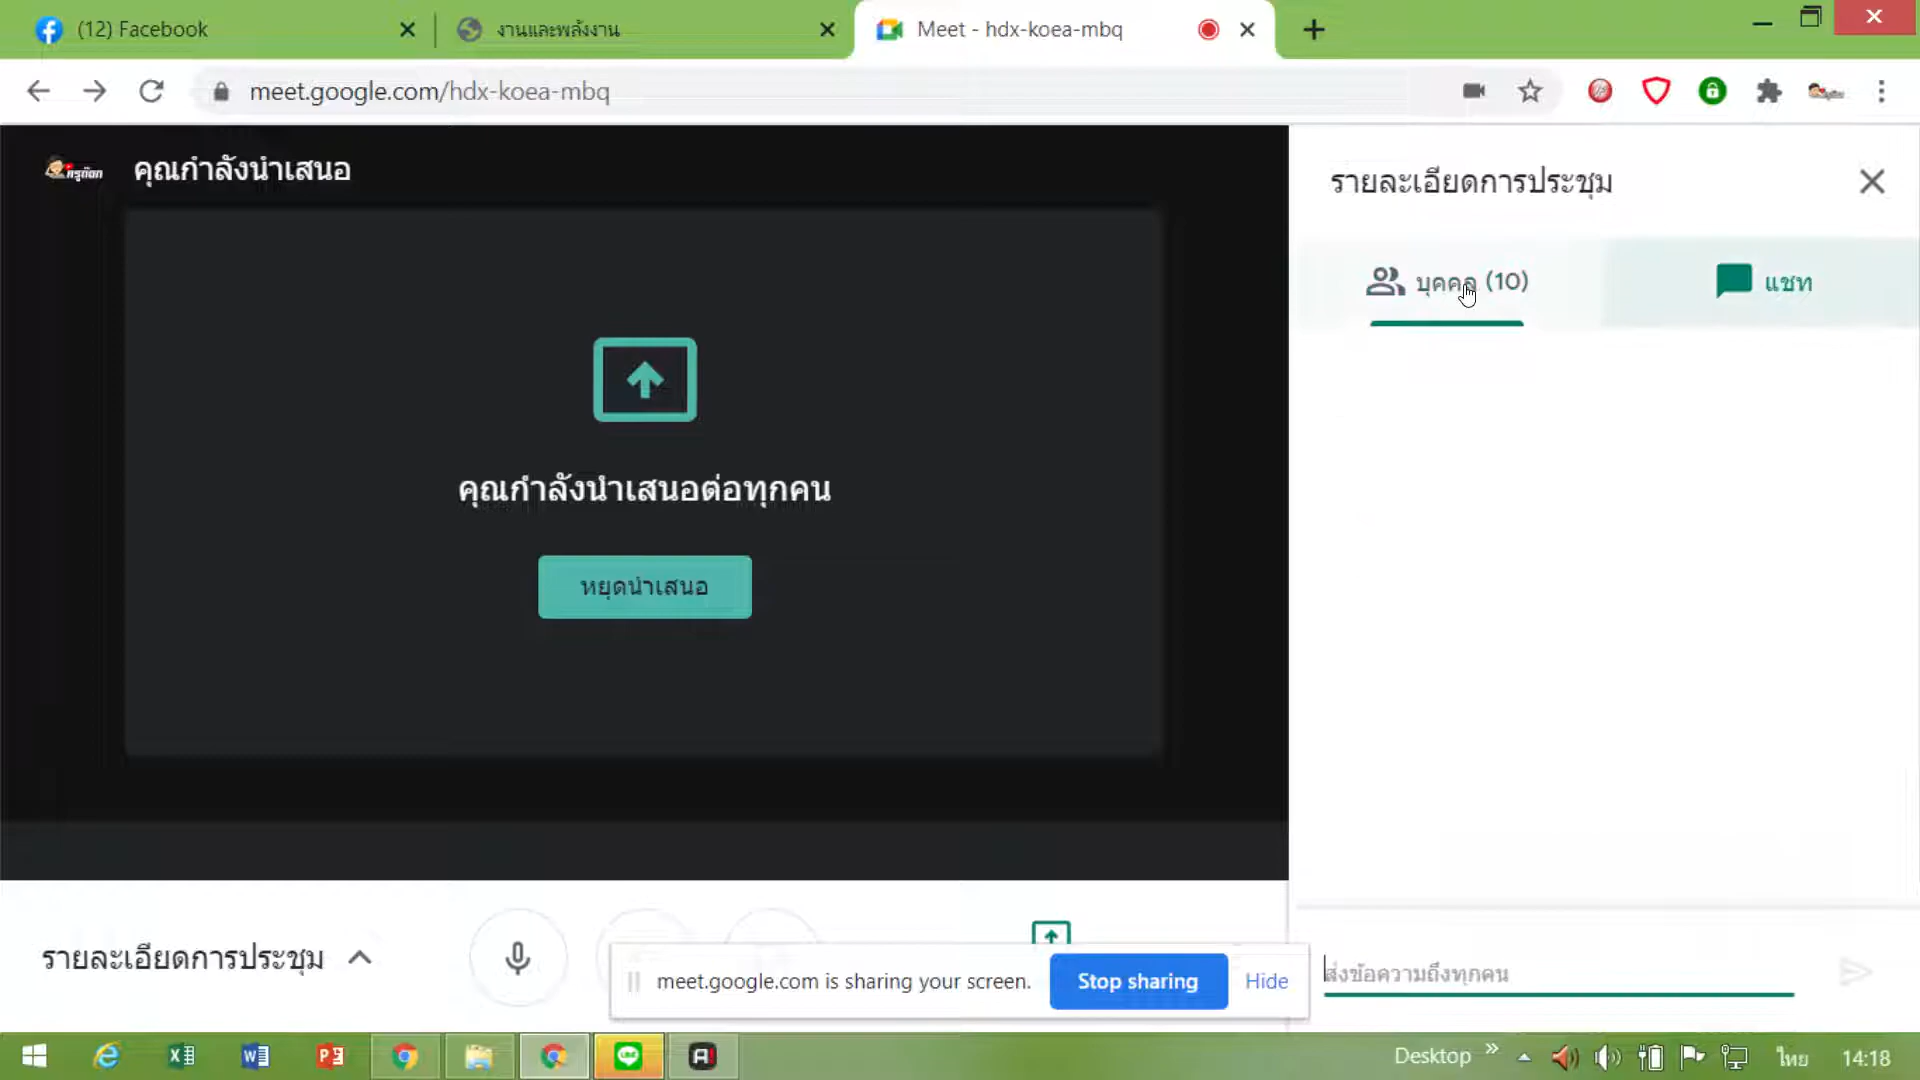 (12) Facebook
งานและพลังงาน
Meet - hdx-koea-mbq
meet.google.com/hdx-koea-mbq
ครูต๊อก
คุณกำลังนำเสนอ
คุณกำลังนำเสนอต่อทุกคน
หยุดนำเสนอ
รายละเอียดการประชุม
บุคคล (10)
แชท
ส่งข้อความถึงทุกคน
รายละเอียดการประชุม
meet.google.com is sharing your screen.
Stop sharing
Hide
Desktop
ไทย
14:18